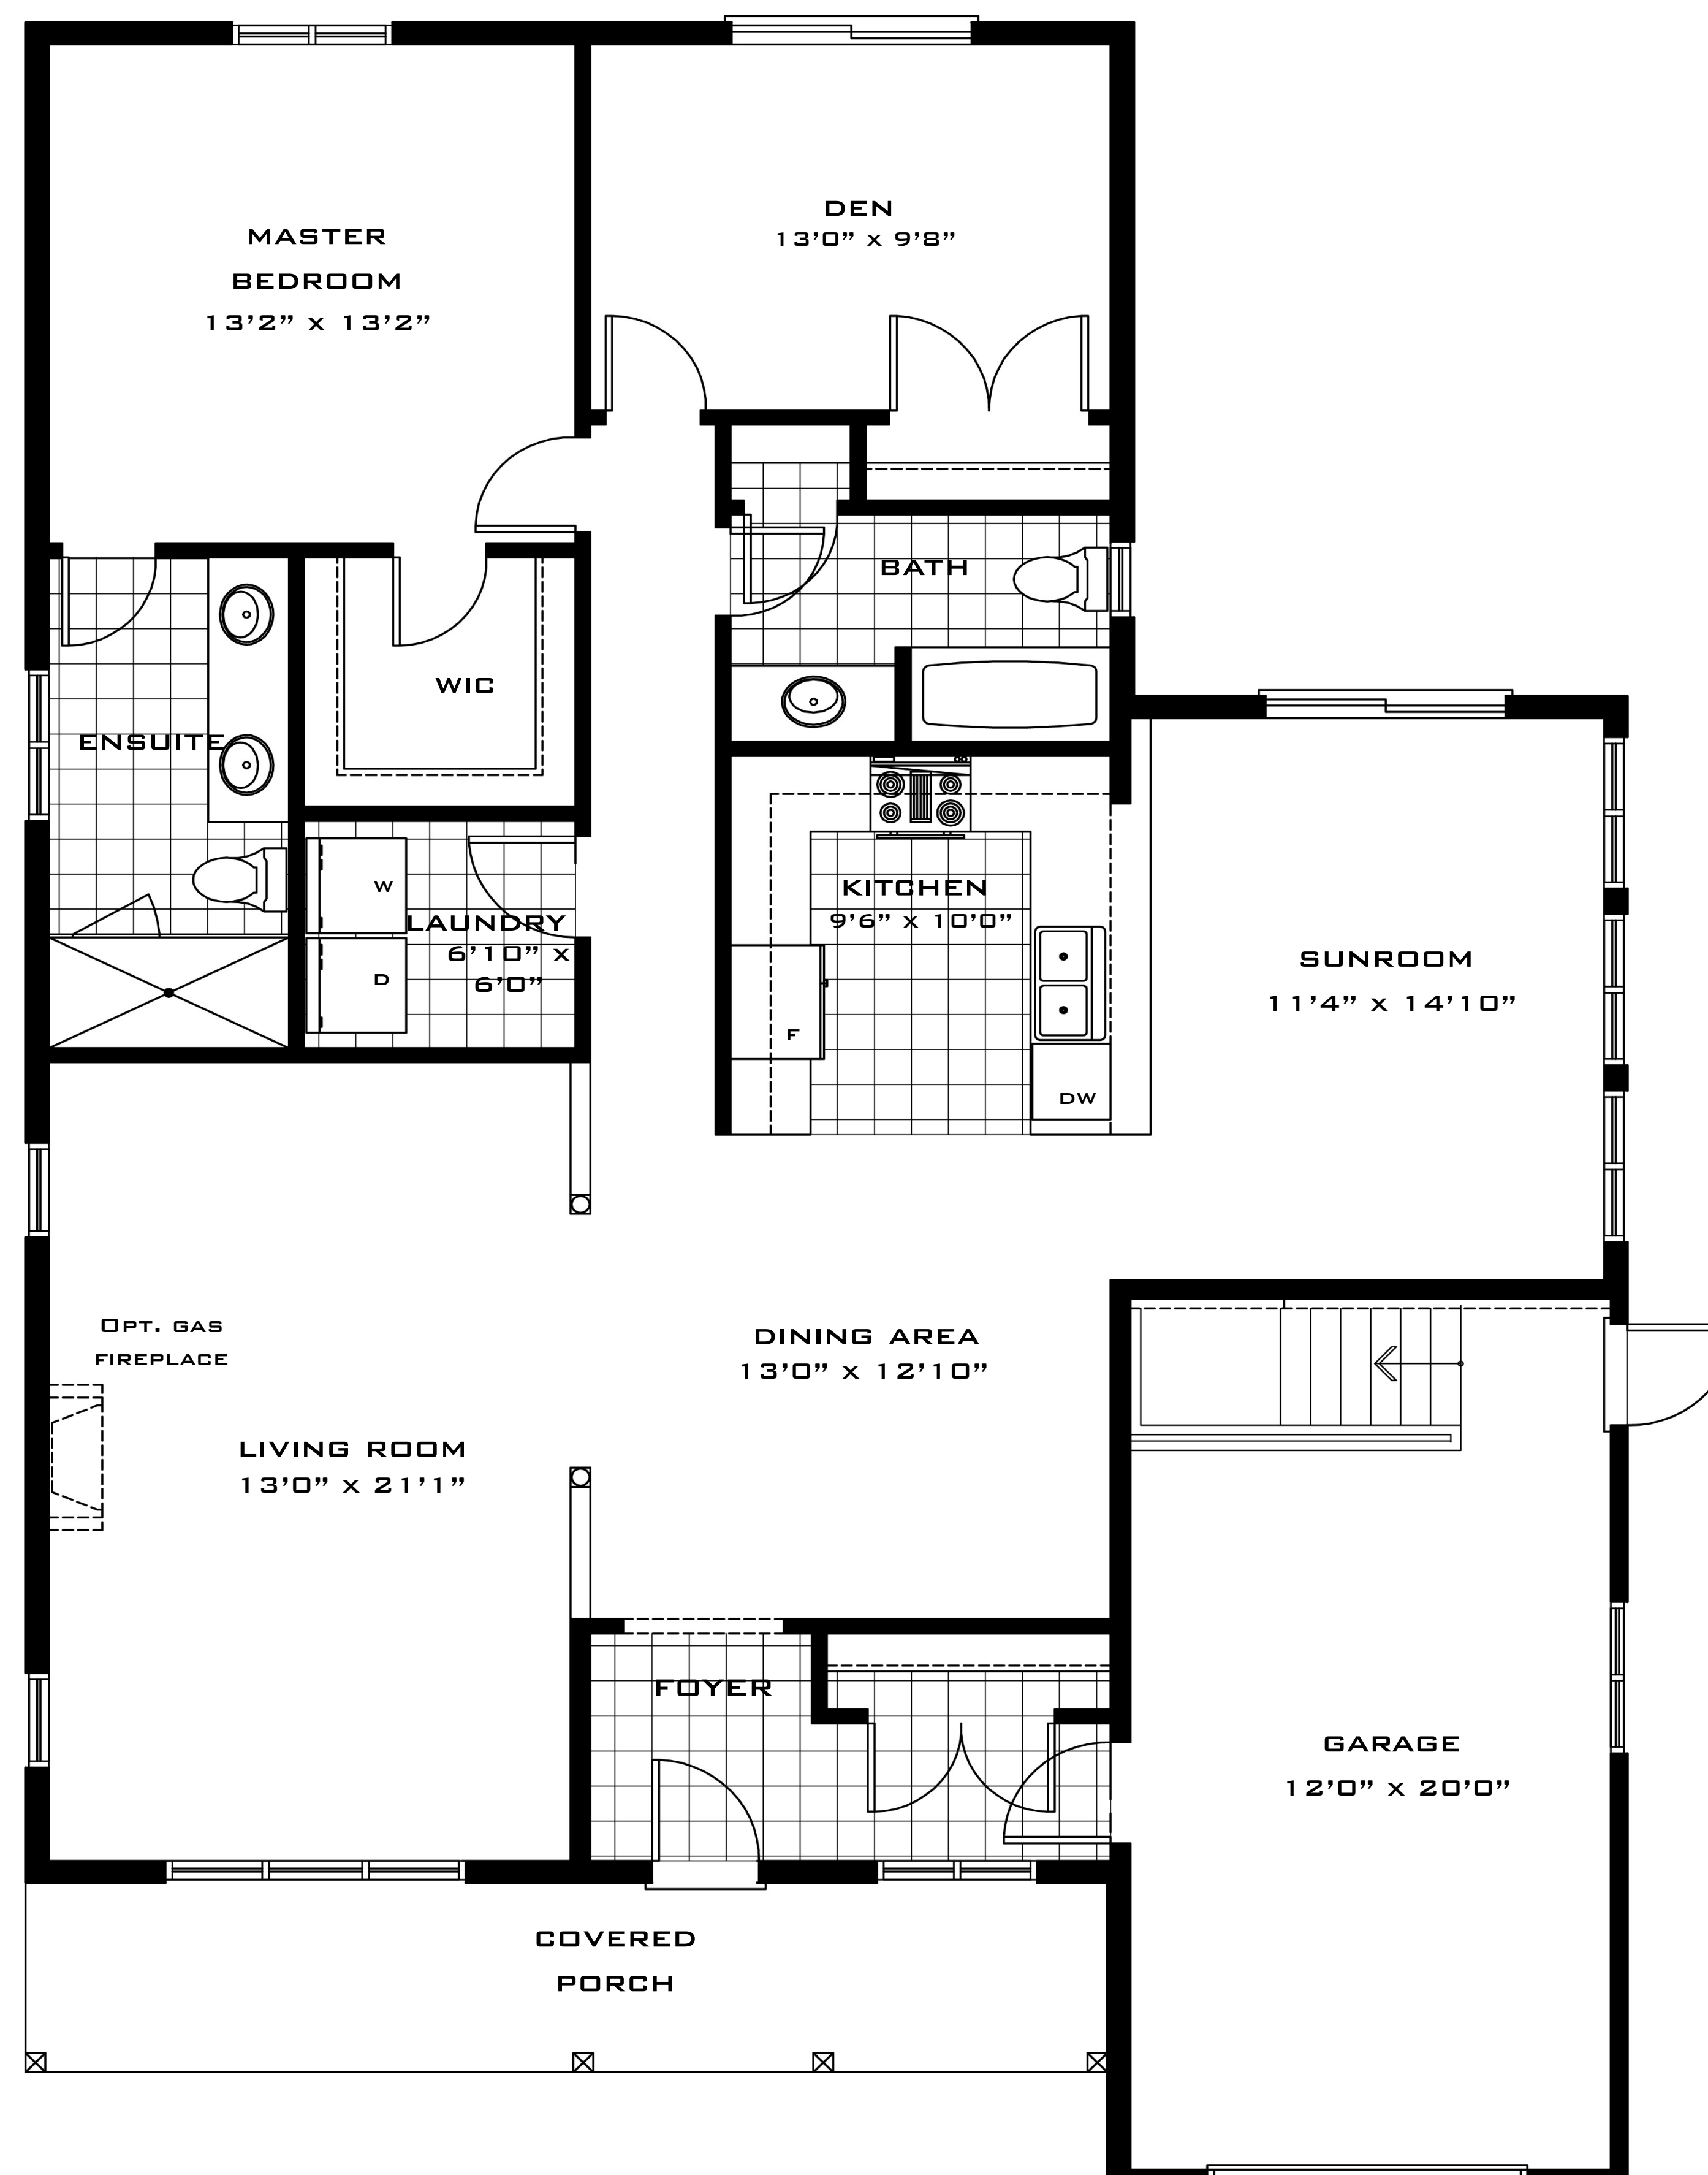 MASTER
BEDROOM
13'2" x 13'2"
DEN
13'0" x 9'8"
BATH
WIC
ENSUITE
W
LAUNDRY
6'10" x
6'0"
D
KITCHEN
9'6" x 10'0"
F
DW
SUNROOM
11'4" x 14'10"
OPT. GAS
FIREPLACE
LIVING ROOM
13'0" x 21'1"
DINING AREA
13'0" x 12'10"
FOYER
GARAGE
12'0" x 20'0"
COVERED
PORCH